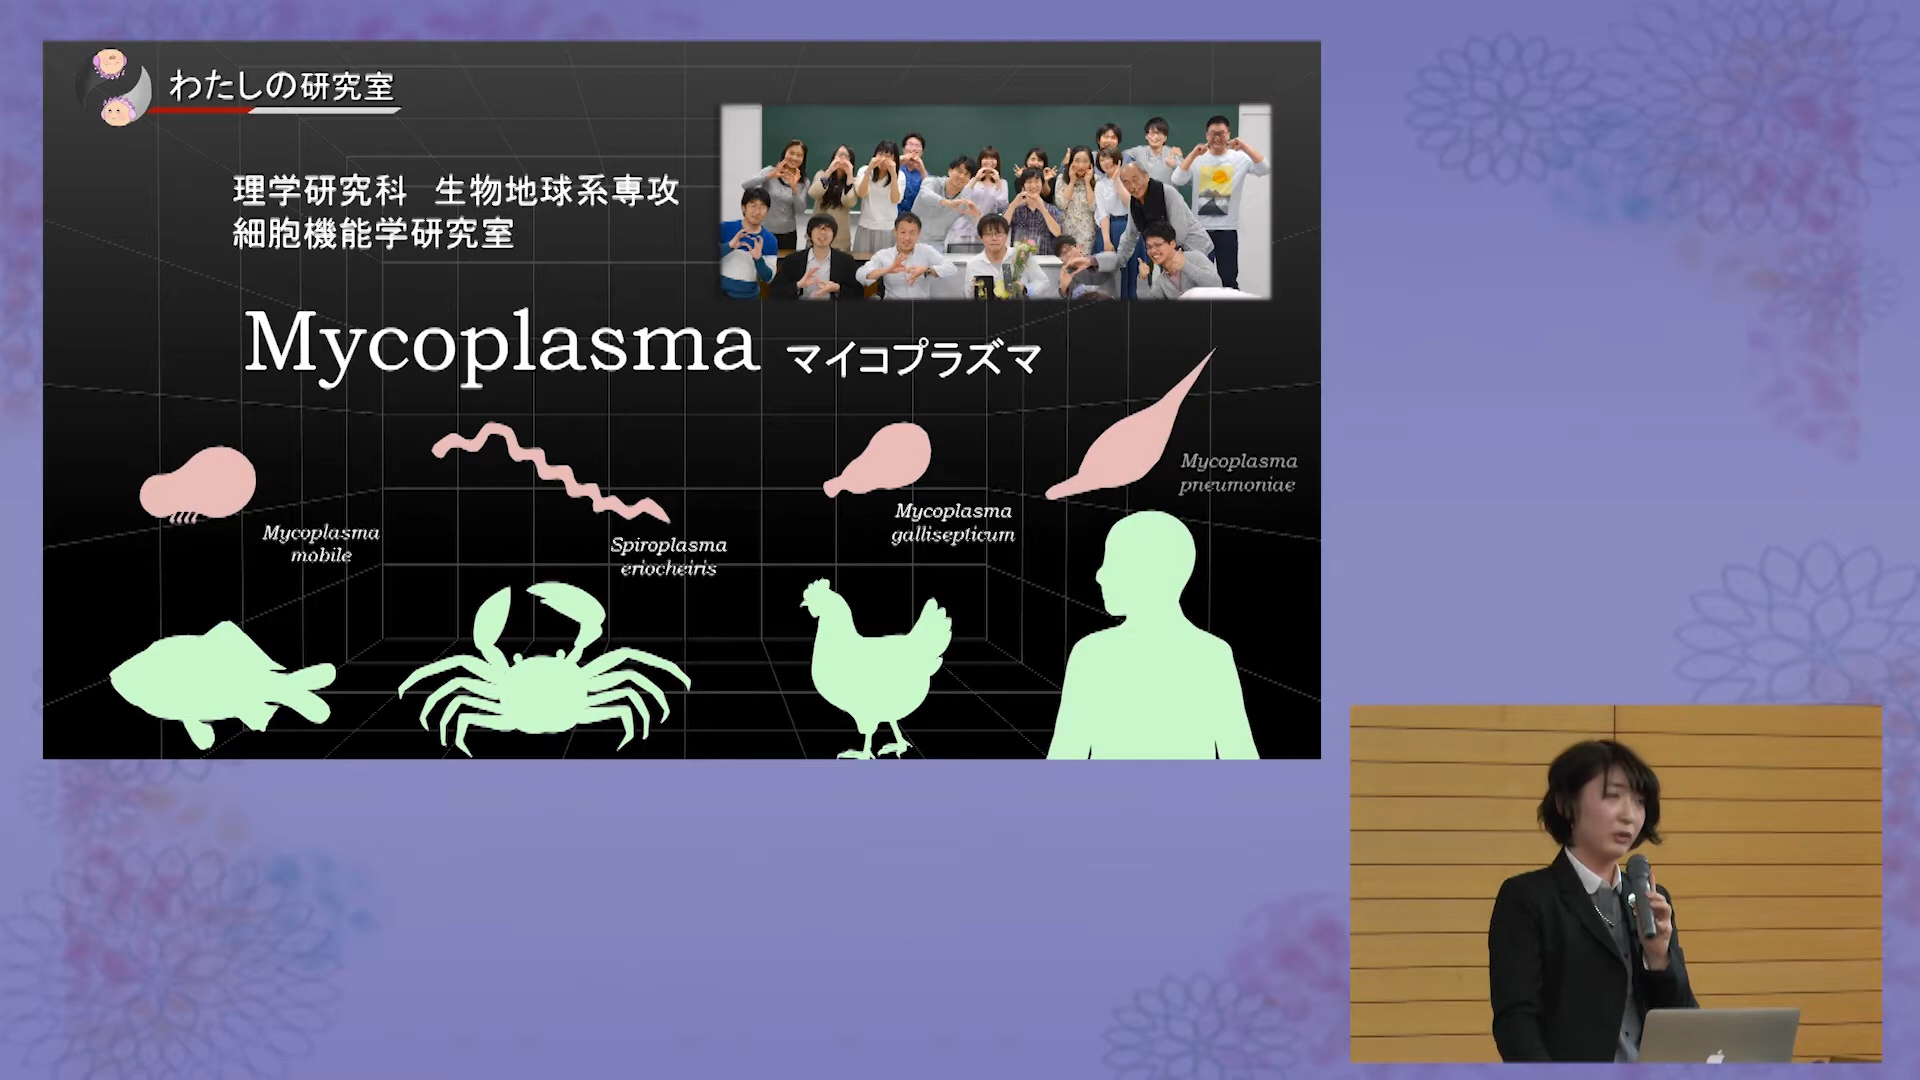 わたしの研究室
理学研究科 生物地球系専攻
細胞機能学研究室
Mycoplasma マイコプラズマ
Mycoplasma
mobile
Spiroplasma
eriocheiris
Mycoplasma
gallisepticum
Mycoplasma
pneumoniae